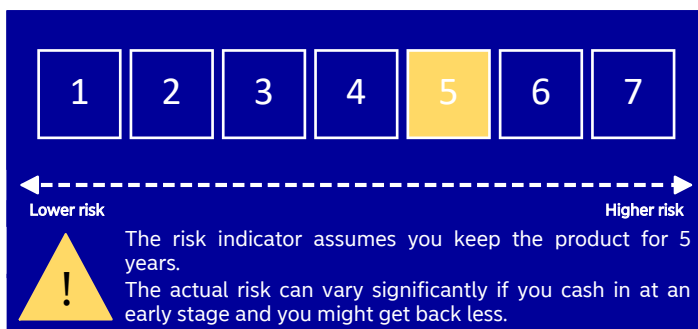 1 2 3 4 5 6 7
Lower risk Higher risk
! The risk indicator assumes you keep the product for 5
years.
The actual risk can vary significantly if you cash in at an
early stage and you might get back less.